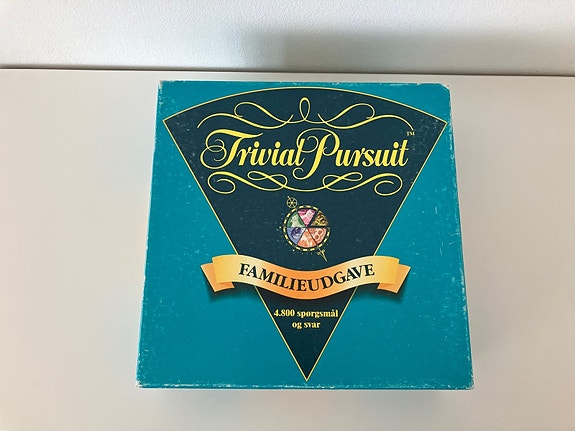 Trivial Pursuit™
FAMILIEUDGAVE
4.800 spørgsmål
og svar